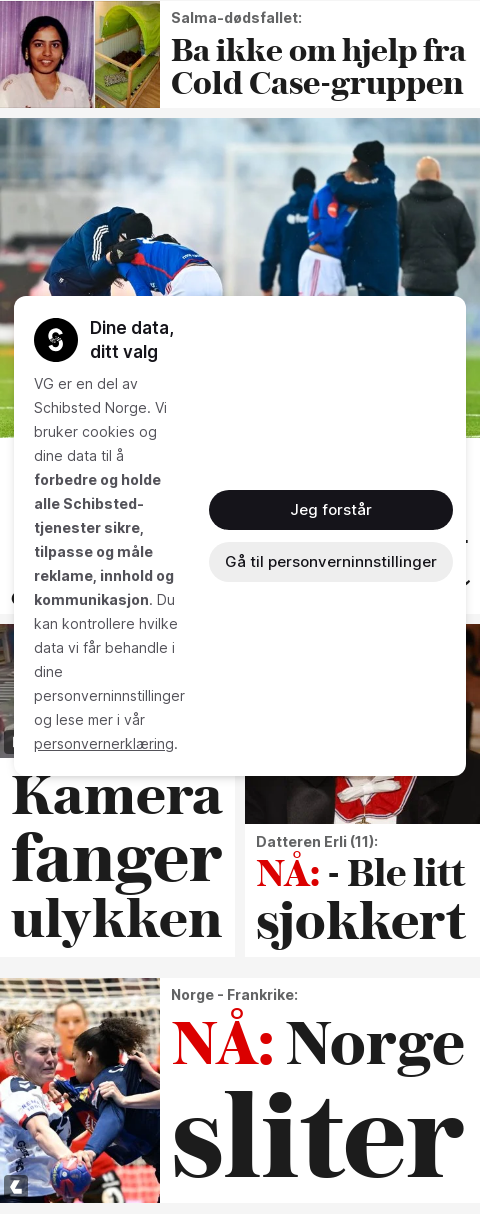 Salma-dødsfallet:
Ba ikke om hjelp fra
Cold Case-gruppen
Dine data,
ditt valg
VG er en del av
Schibsted Norge. Vi
bruker cookies og
dine data til å
forbedre og holde
alle Schibsted-
tjenester sikre,
tilpasse og måle
reklame, innhold og
kommunikasjon. Du
kan kontrollere hvilke
data vi får behandle i
dine
personverninnstillinger
og lese mer i vår
personvernerklæring.
Jeg forstår
Gå til personverninnstillinger
Kamera
fanger
ulykken
Datteren Erli (11):
NÅ: - Ble litt
sjokkert
Norge - Frankrike:
NÅ: Norge
sliter